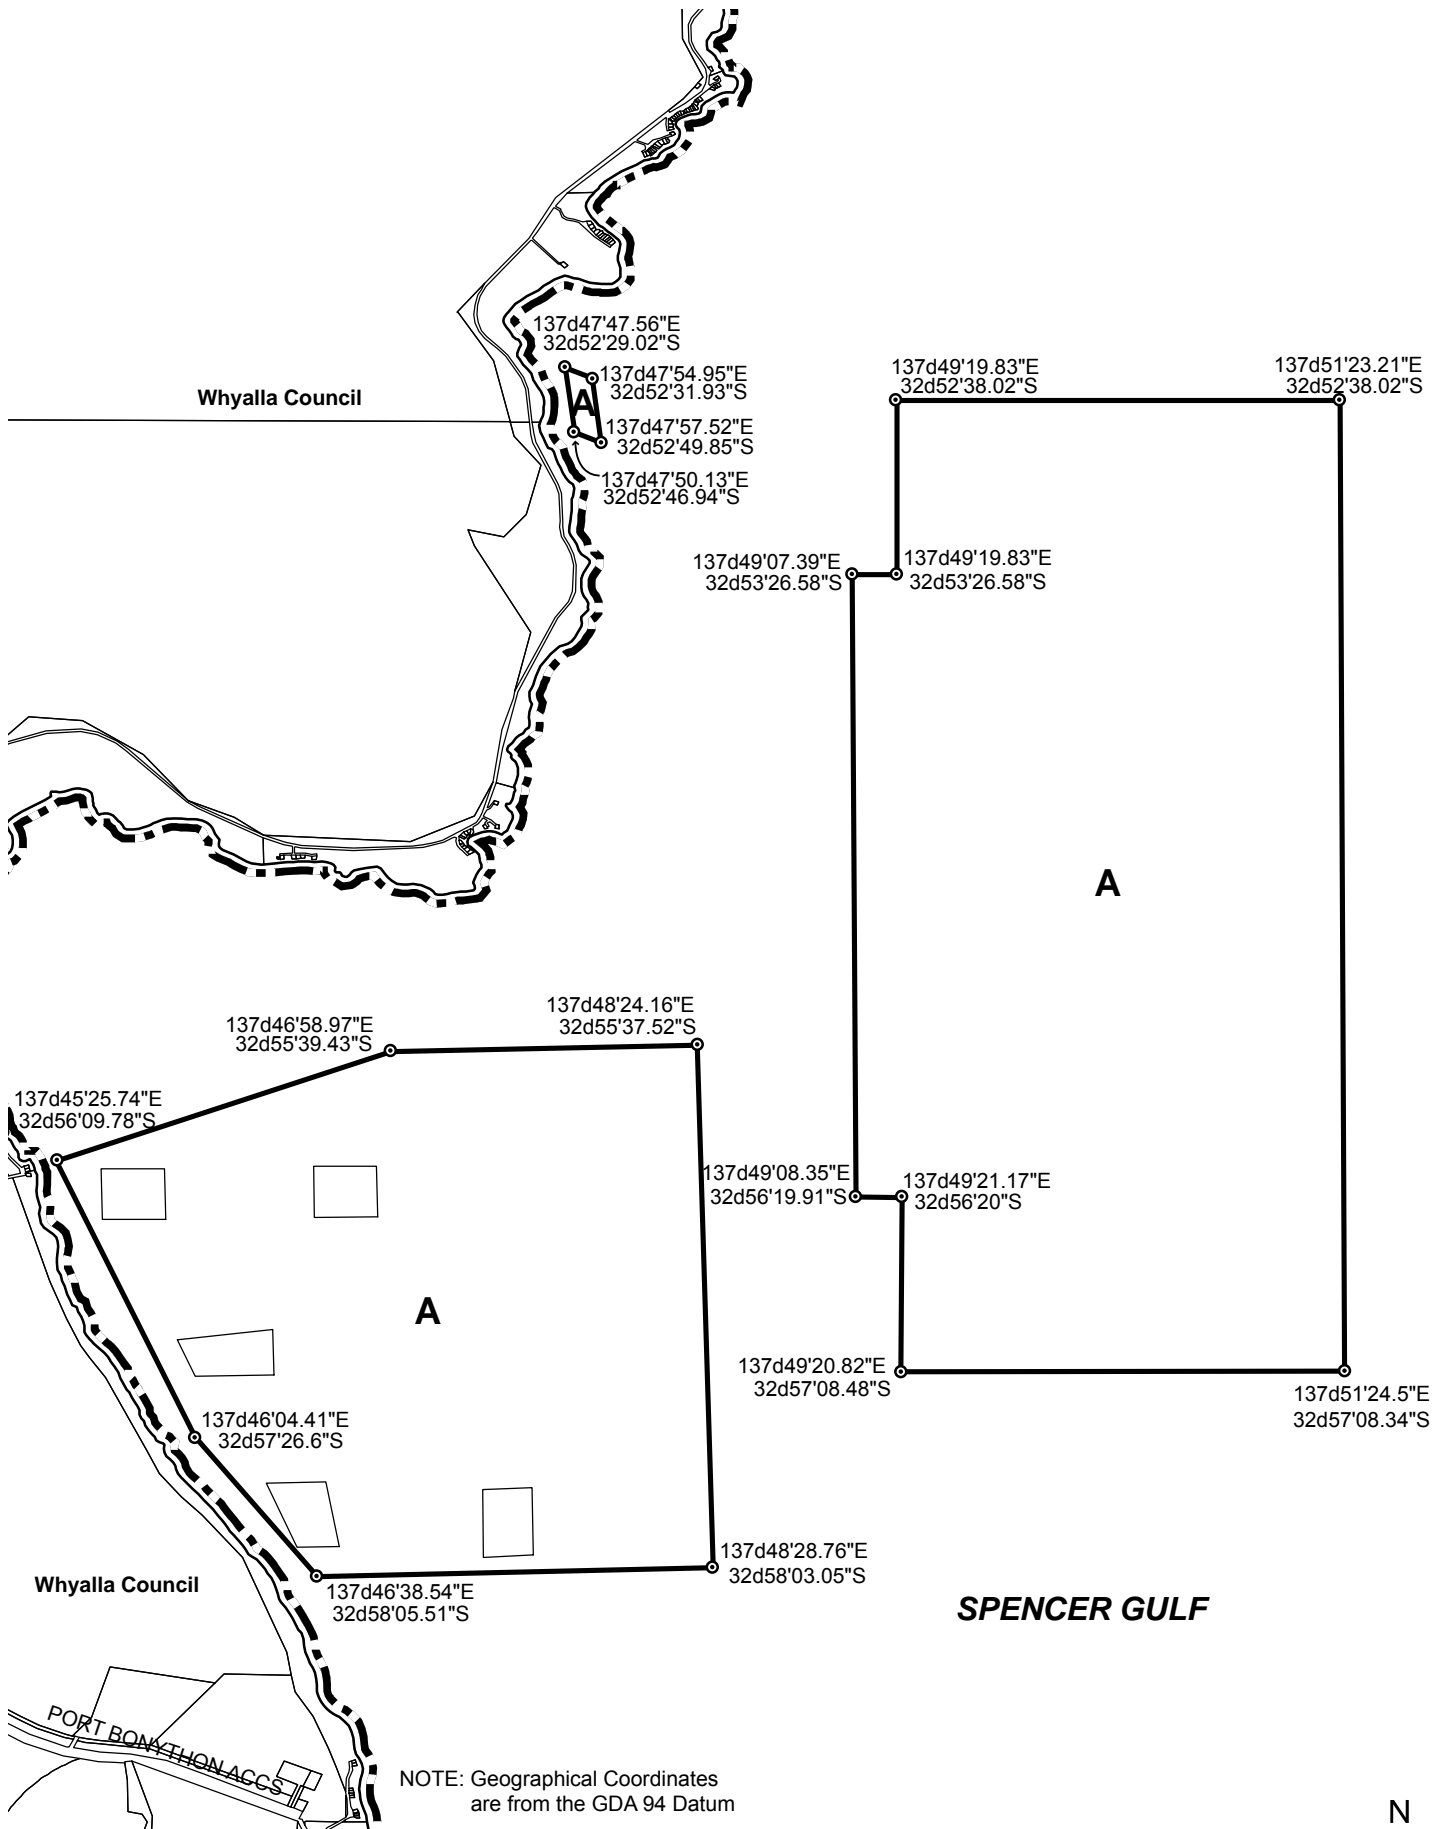 137d47'47.56"E
32d52'29.02"S
137d47'54.95"E
32d52'31.93"S
A
137d47'57.52"E
32d52'49.85"S
137d47'50.13"E
32d52'46.94"S
Whyalla Council
137d49'19.83"E
32d52'38.02"S
137d51'23.21"E
32d52'38.02"S
137d49'07.39"E
32d53'26.58"S
137d49'19.83"E
32d53'26.58"S
A
137d48'24.16"E
32d55'37.52"S
137d46'58.97"E
32d55'39.43"S
137d45'25.74"E
32d56'09.78"S
137d49'08.35"E
32d56'19.91"S
137d49'21.17"E
32d56'20"S
A
137d49'20.82"E
32d57'08.48"S
137d51'24.5"E
32d57'08.34"S
137d46'04.41"E
32d57'26.6"S
137d48'28.76"E
32d58'03.05"S
137d46'38.54"E
32d58'05.51"S
Whyalla Council
SPENCER GULF
PORT BONYTHON ACCS
NOTE: Geographical Coordinates
are from the GDA 94 Datum
N